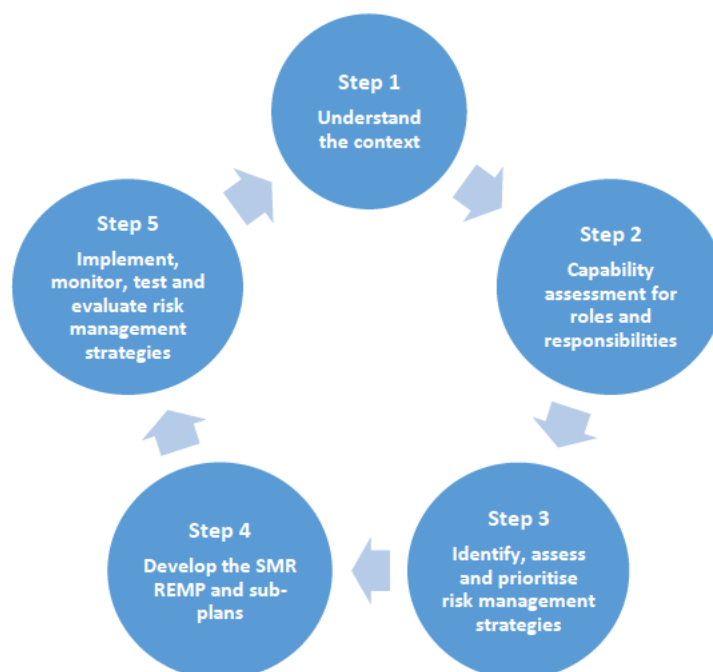 Step 1
Understand
the context
Step 2
Capability
assessment for
roles and
responsibilities
Step 3
Identify, assess
and prioritise
risk management
strategies
Step 4
Develop the SMR
REMP and sub-
plans
Step 5
Implement,
monitor, test and
evaluate risk
management
strategies